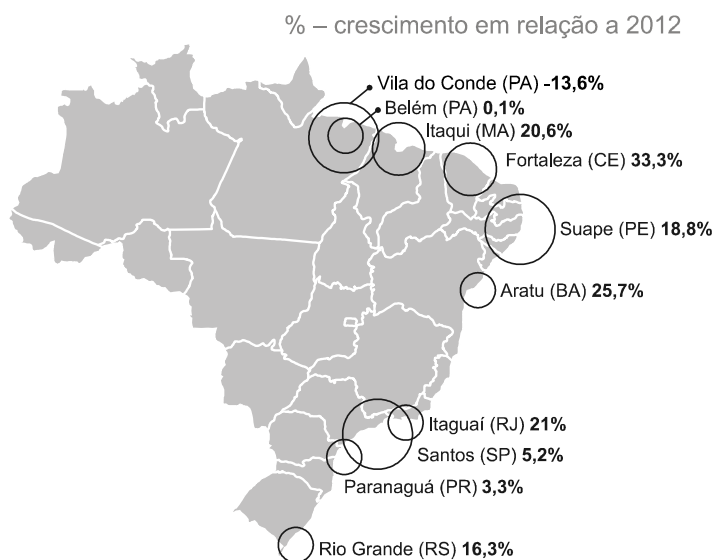 % – crescimento em relação a 2012
Vila do Conde (PA) -13,6%
Belém (PA) 0,1%
Itaqui (MA) 20,6%
Fortaleza (CE) 33,3%
Suape (PE) 18,8%
Aratu (BA) 25,7%
Itaguaí (RJ) 21%
Santos (SP) 5,2%
Paranaguá (PR) 3,3%
Rio Grande (RS) 16,3%